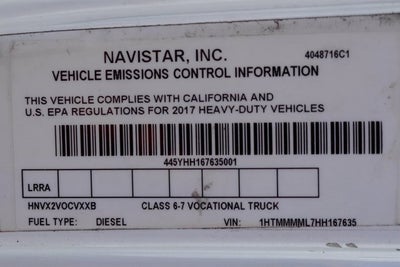 NAVISTAR, INC. 4048716C1
VEHICLE EMISSIONS CONTROL INFORMATION
THIS VEHICLE COMPLIES WITH CALIFORNIA AND
U.S. EPA REGULATIONS FOR 2017 HEAVY-DUTY VEHICLES
445YHH167635001
LRRA
HNVX2VOCVXXB CLASS 6-7 VOCATIONAL TRUCK
FUEL TYPE: DIESEL VIN: 1HTMMMML7HH167635